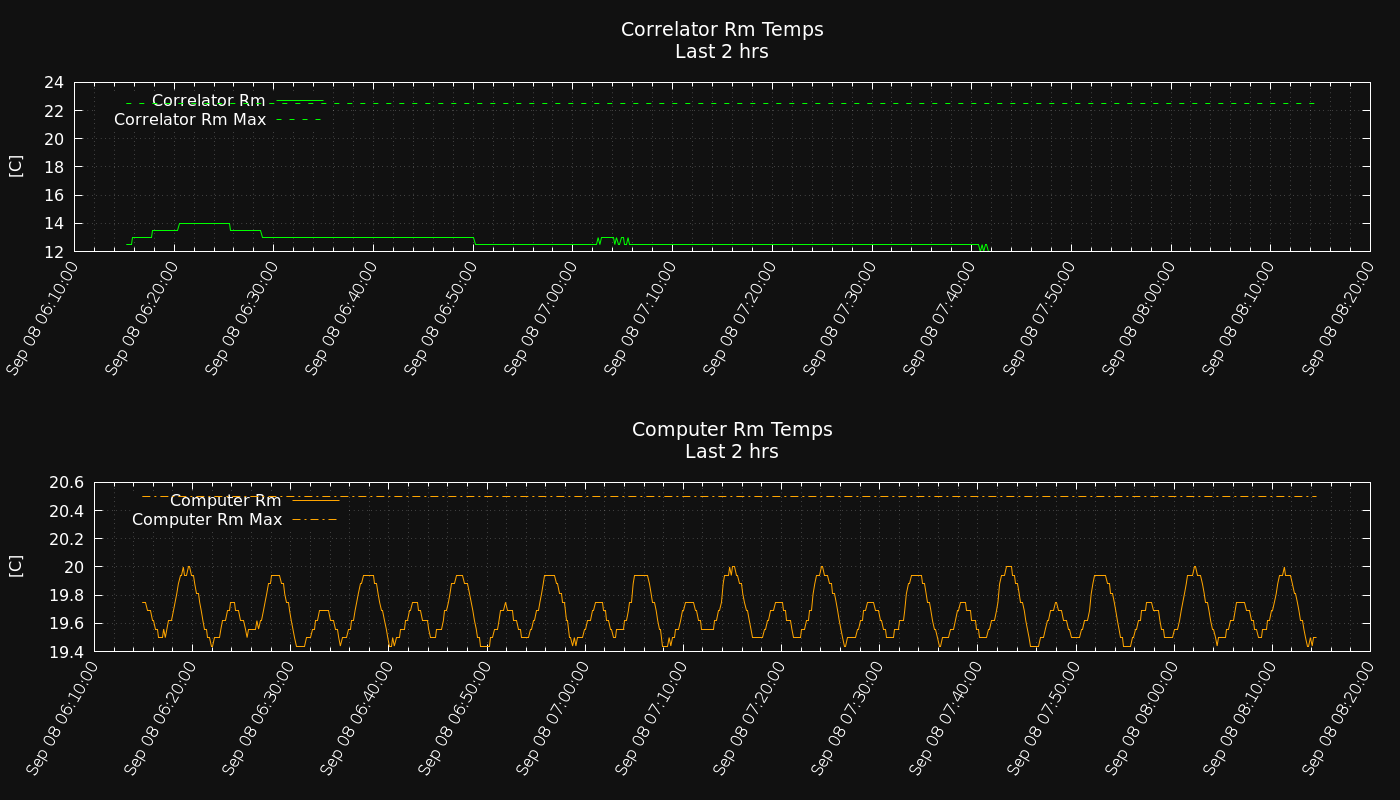 Correlator Rm Temps
Last 2 hrs
24
22
20
18
16
14
12
[C]
Correlator Rm
Correlator Rm Max
Sep 08 06:10:00
Sep 08 06:20:00
Sep 08 06:30:00
Sep 08 06:40:00
Sep 08 06:50:00
Sep 08 07:00:00
Sep 08 07:10:00
Sep 08 07:20:00
Sep 08 07:30:00
Sep 08 07:40:00
Sep 08 07:50:00
Sep 08 08:00:00
Sep 08 08:10:00
Sep 08 08:20:00
Computer Rm Temps
Last 2 hrs
20.6
20.4
20.2
20
19.8
19.6
19.4
[C]
Computer Rm
Computer Rm Max
Sep 08 06:10:00
Sep 08 06:20:00
Sep 08 06:30:00
Sep 08 06:40:00
Sep 08 06:50:00
Sep 08 07:00:00
Sep 08 07:10:00
Sep 08 07:20:00
Sep 08 07:30:00
Sep 08 07:40:00
Sep 08 07:50:00
Sep 08 08:00:00
Sep 08 08:10:00
Sep 08 08:20:00